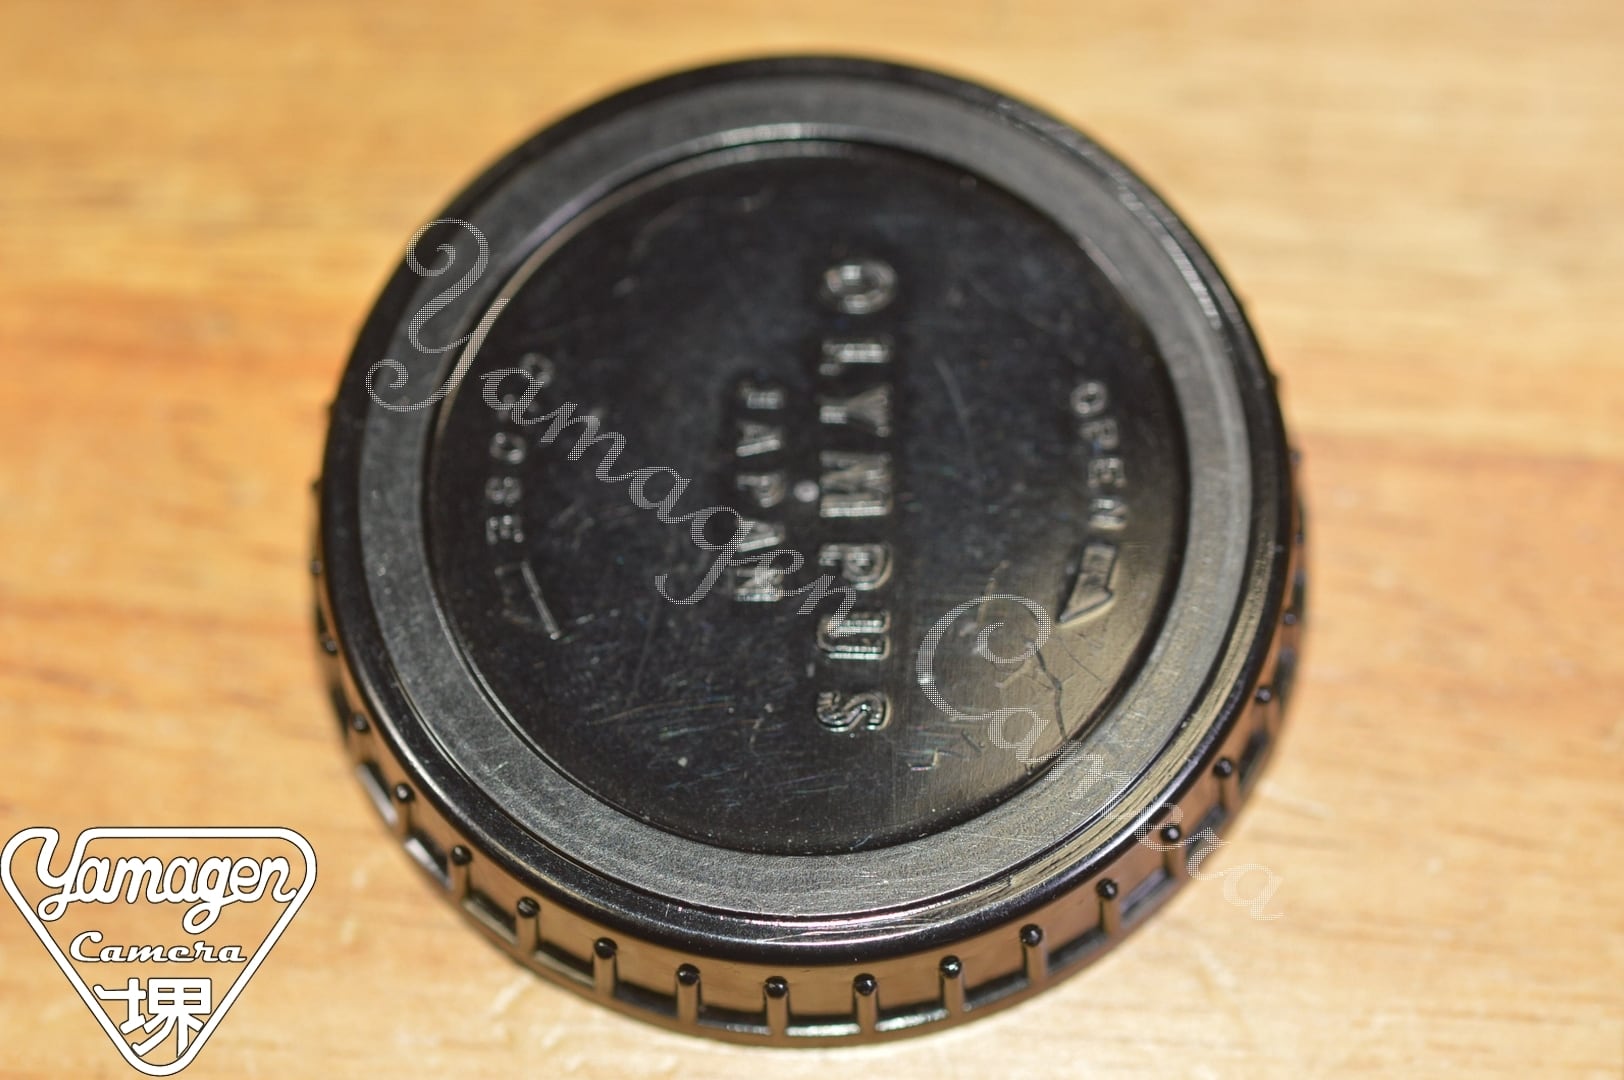 OLYMPUS
JAPAN
OPEN
CLOSE
Yamagen Camera
Yamagen
Camera
堺